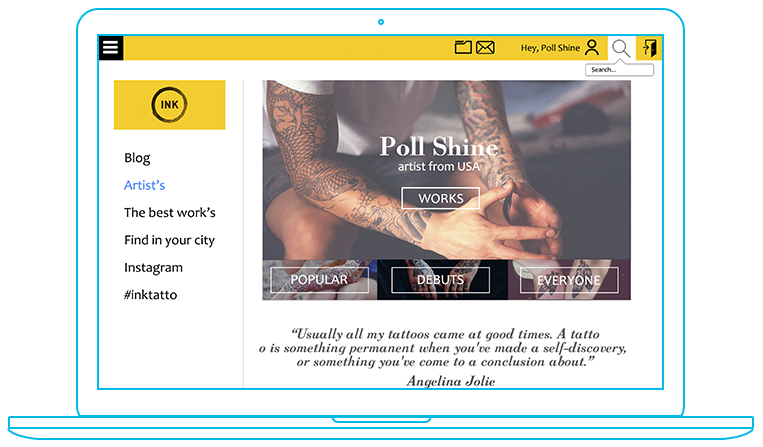 Hey, Poll Shine
Search...
INK
Blog
Artist's
The best work's
Find in your city
Instagram
#inktatto
Poll Shine
artist from USA
WORKS
POPULAR
DEBUTS
EVERYONE
“Usually all my tattoos came at good times. A tatto
o is something permanent when you've made a self-discovery,
or something you've come to a conclusion about.”
Angelina Jolie